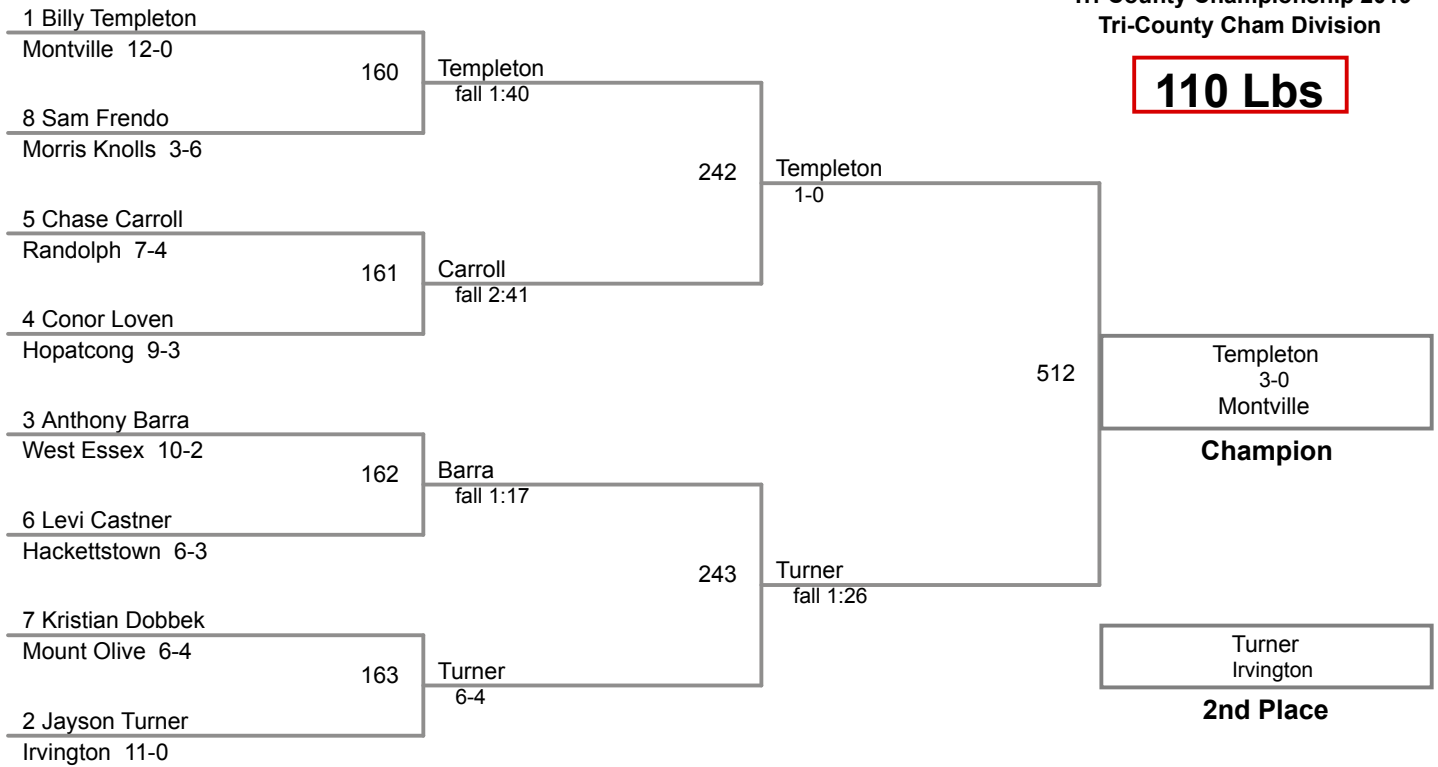 Tri-County Cham Division
110 Lbs
1 Billy Templeton
Montville 12-0
160
Templeton
fall 1:40
8 Sam Frendo
Morris Knolls 3-6
242
Templeton
1-0
5 Chase Carroll
Randolph 7-4
161
Carroll
fall 2:41
4 Conor Loven
Hopatcong 9-3
512
Templeton
3-0
Montville
Champion
3 Anthony Barra
West Essex 10-2
162
Barra
fall 1:17
6 Levi Castner
Hackettstown 6-3
243
Turner
fall 1:26
7 Kristian Dobbek
Mount Olive 6-4
163
Turner
6-4
2 Jayson Turner
Irvington 11-0
Turner
Irvington
2nd Place